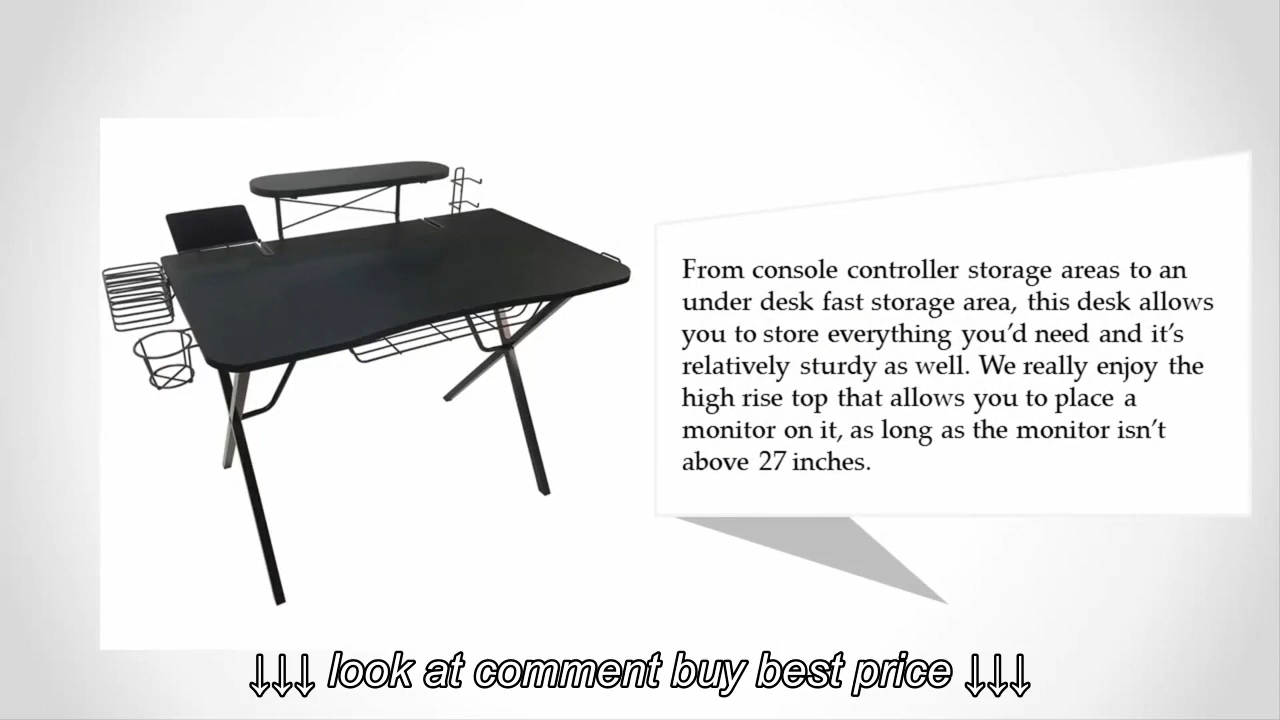 From console controller storage areas to an
under desk fast storage area, this desk allows
you to store everything you’d need and it’s
relatively sturdy as well. We really enjoy the
high rise top that allows you to place a
monitor on it, as long as the monitor isn’t
above 27 inches.
↓↓↓ look at comment buy best price ↓↓↓